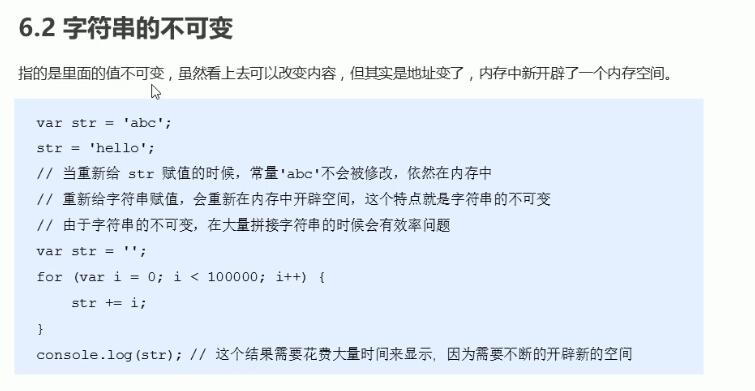 6.2 字符串的不可变
指的是里面的值不可变，虽然看上去可以改变内容，但其实是地址变了，内存中新开辟了一个内存空间。
var str = 'abc';
str = 'hello';
// 当重新给 str 赋值的时候，常量'abc'不会被修改，依然在内存中
// 重新给字符串赋值，会重新在内存中开辟空间，这个特点就是字符串的不可变
// 由于字符串的不可变，在大量拼接字符串的时候会有效率问题
var str = '';
for (var i = 0; i < 100000; i++) {
    str += i;
}
console.log(str); // 这个结果需要花费大量时间来显示，因为需要不断的开辟新的空间